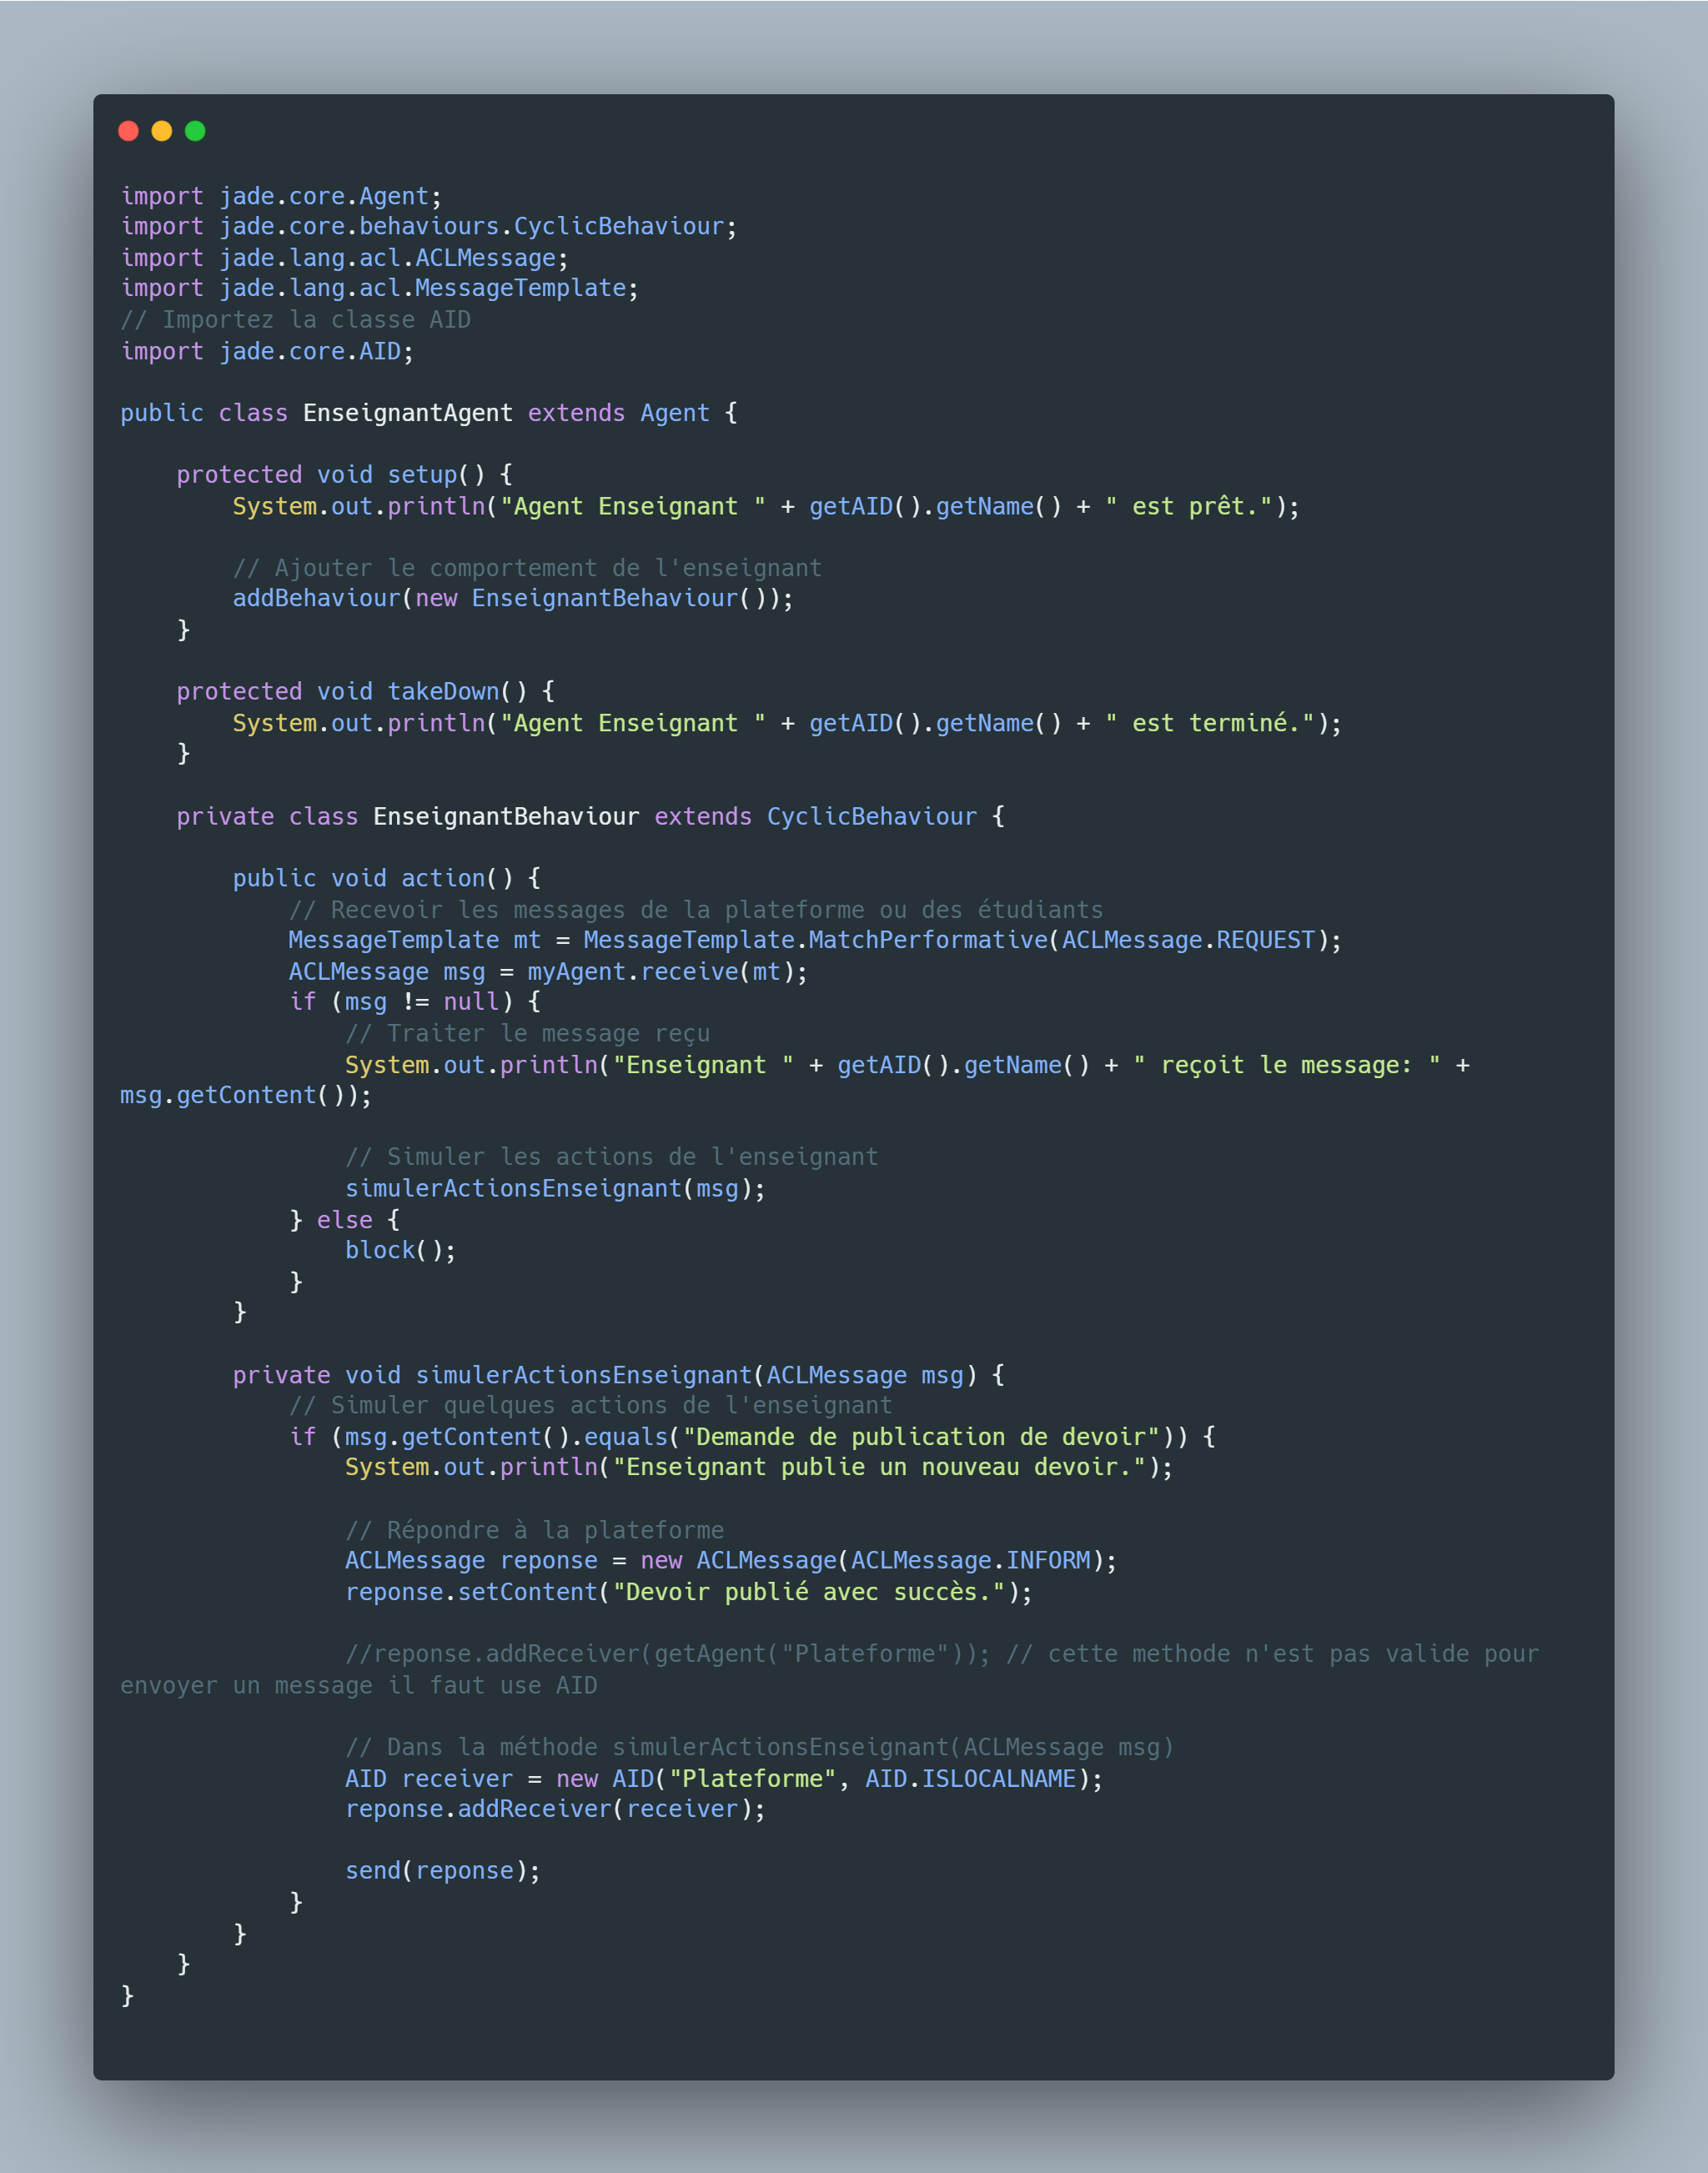 import jade.core.Agent;
import jade.core.behaviours.CyclicBehaviour;
import jade.lang.acl.ACLMessage;
import jade.lang.acl.MessageTemplate;
// Importez la classe AID
import jade.core.AID;

public class EnseignantAgent extends Agent {

    protected void setup() {
        System.out.println("Agent Enseignant " + getAID().getName() + " est prêt.");

        // Ajouter le comportement de l'enseignant
        addBehaviour(new EnseignantBehaviour());
    }

    protected void takeDown() {
        System.out.println("Agent Enseignant " + getAID().getName() + " est terminé.");
    }

    private class EnseignantBehaviour extends CyclicBehaviour {

        public void action() {
            // Recevoir les messages de la plateforme ou des étudiants
            MessageTemplate mt = MessageTemplate.MatchPerformative(ACLMessage.REQUEST);
            ACLMessage msg = myAgent.receive(mt);
            if (msg != null) {
                // Traiter le message reçu
                System.out.println("Enseignant " + getAID().getName() + " reçoit le message: " +
msg.getContent());

                // Simuler les actions de l'enseignant
                simulerActionsEnseignant(msg);
            } else {
                block();
            }
        }

        private void simulerActionsEnseignant(ACLMessage msg) {
            // Simuler quelques actions de l'enseignant
            if (msg.getContent().equals("Demande de publication de devoir")) {
                System.out.println("Enseignant publie un nouveau devoir.");

                // Répondre à la plateforme
                ACLMessage reponse = new ACLMessage(ACLMessage.INFORM);
                reponse.setContent("Devoir publié avec succès.");

                //reponse.addReceiver(getAgent("Plateforme")); // cette methode n'est pas valide pour
envoyer un message il faut use AID

                // Dans la méthode simulerActionsEnseignant(ACLMessage msg)
                AID receiver = new AID("Plateforme", AID.ISLOCALNAME);
                reponse.addReceiver(receiver);

                send(reponse);
            }
        }
    }
}